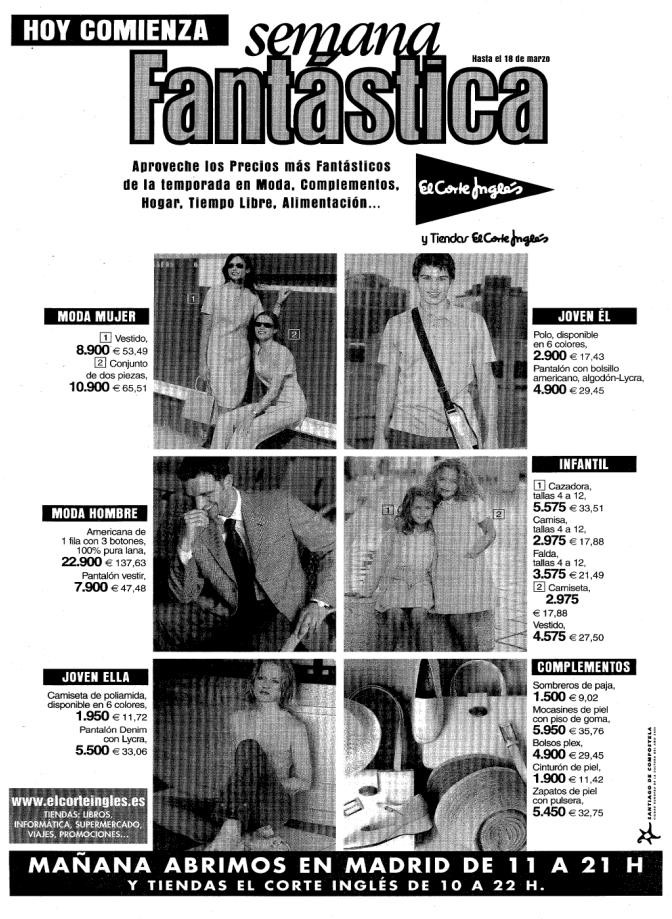 HOY COMIENZA
semana
Fantástica
Hasta el 18 de marzo
Aproveche los Precios más Fantásticos
de la temporada en Moda, Complementos,
Hogar, Tiempo Libre, Alimentación...
El Corte Inglés
y Tiendas El Corte Inglés
MODA MUJER
1 Vestido,
8.900 € 53,49
2 Conjunto
de dos piezas,
10.900 € 65,51
1
2
JOVEN ÉL
Polo, disponible
en 6 colores,
2.900 € 17,43
Pantalón con bolsillo
americano, algodón-Lycra,
4.900 € 29,45
MODA HOMBRE
Americana de
1 fila con 3 botones,
100% pura lana,
22.900 € 137,63
Pantalón vestir,
7.900 € 47,48
1
2
INFANTIL
1 Cazadora,
tallas 4 a 12,
5.575 € 33,51
Camisa,
tallas 4 a 12,
2.975 € 17,88
Falda,
tallas 4 a 12,
3.575 € 21,49
2 Camiseta,
2.975
€ 17,88
Vestido,
4.575 € 27,50
JOVEN ELLA
Camiseta de poliamida,
disponible en 6 colores,
1.950 € 11,72
Pantalón Denim
con Lycra,
5.500 € 33,06
COMPLEMENTOS
Sombreros de paja,
1.500 € 9,02
Mocasines de piel
con piso de goma,
5.950 € 35,76
Bolsos plex,
4.900 € 29,45
Cinturón de piel,
1.900 € 11,42
Zapatos de piel
con pulsera,
5.450 € 32,75
www.elcorteingles.es
TIENDAS: LIBROS,
INFORMÁTICA, SUPERMERCADO,
VIAJES, PROMOCIONES...
SANTIAGO DE COMPOSTELA
MAÑANA ABRIMOS EN MADRID DE 11 A 21 H
Y TIENDAS EL CORTE INGLÉS DE 10 A 22 H.